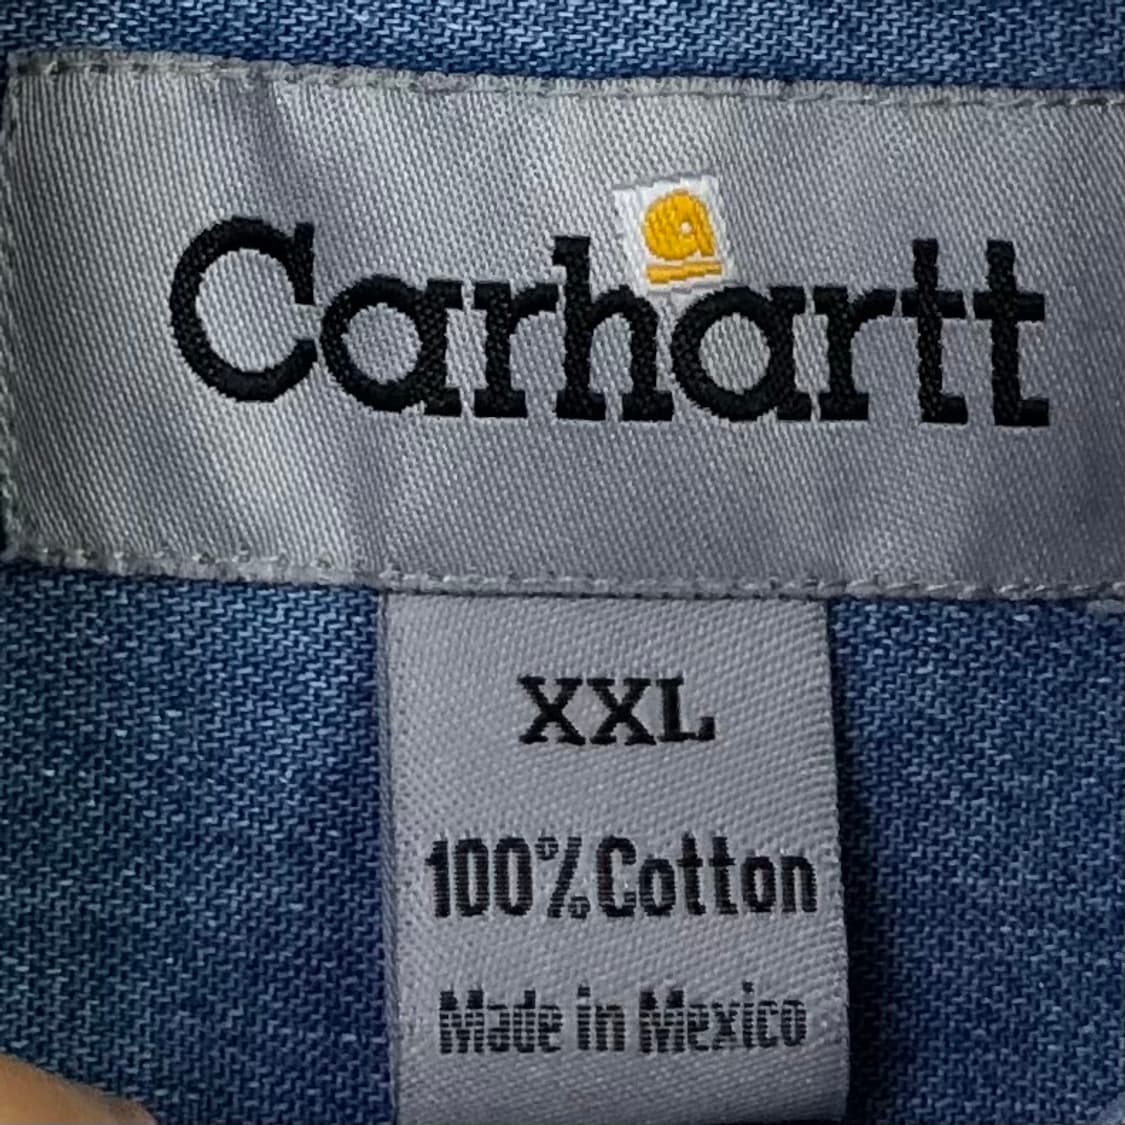 Carhartt
XXL
100% Cotton
Made in Mexico